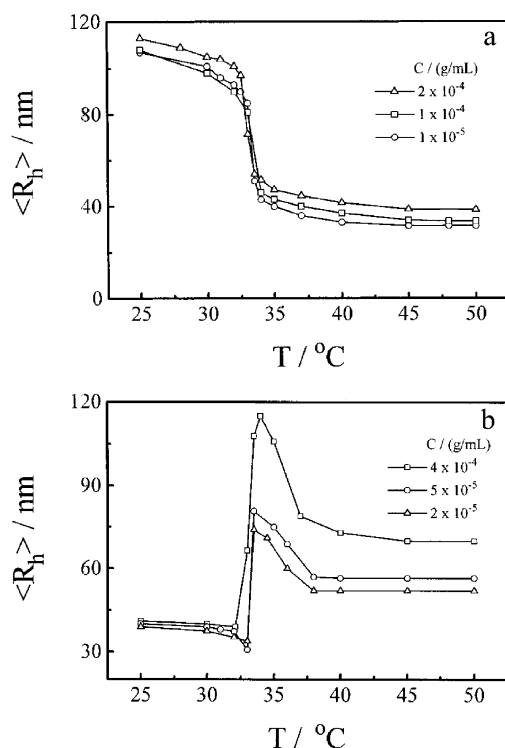 a
C / (g/mL)
2 x 10⁻⁴
1 x 10⁻⁴
1 x 10⁻⁵
<Rₕ> / nm
120
80
40
0
25 30 35 40 45 50
T / °C
b
C / (g/mL)
4 x 10⁻⁴
5 x 10⁻⁵
2 x 10⁻⁵
<Rₕ> / nm
120
90
60
30
25 30 35 40 45 50
T / °C